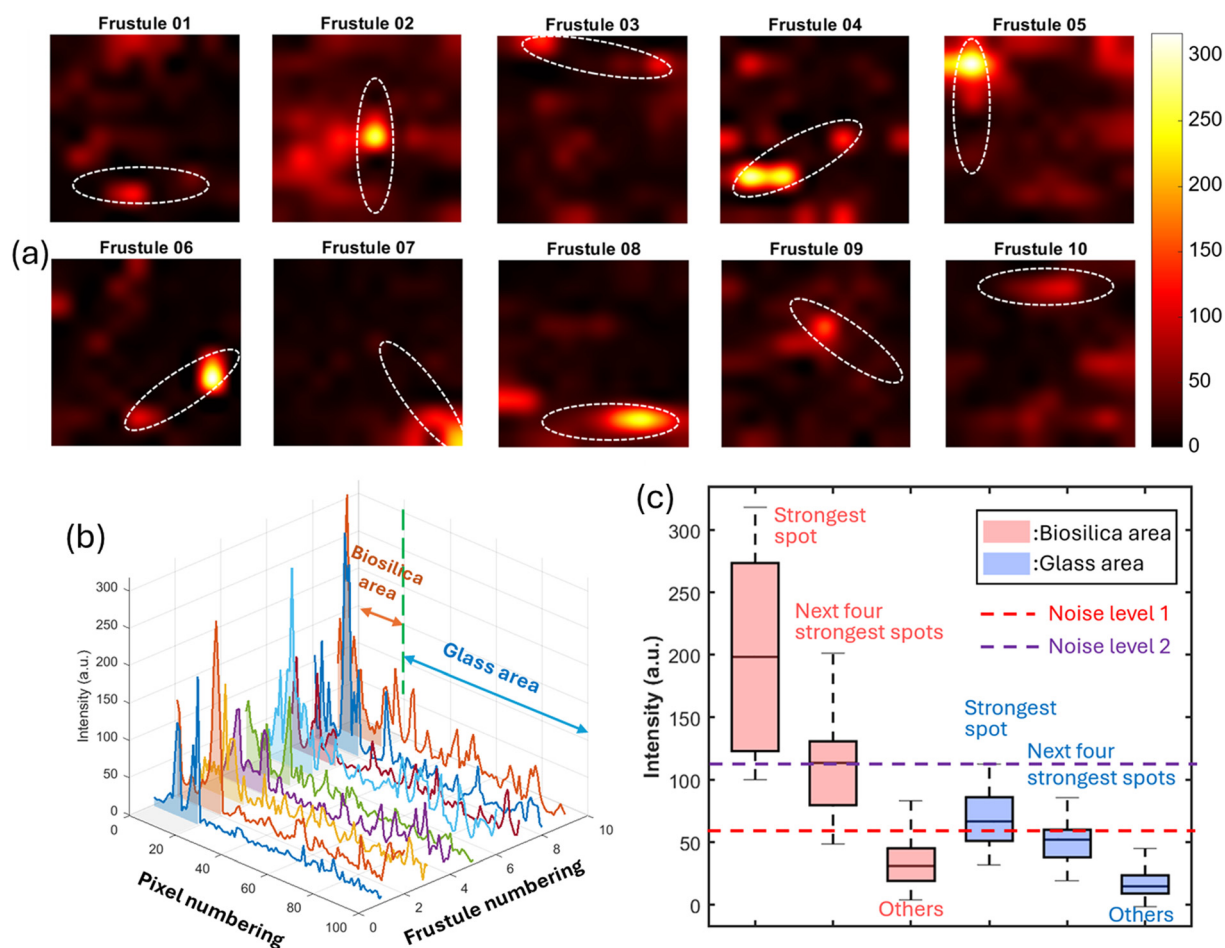 Frustule 01
Frustule 02
Frustule 03
Frustule 04
Frustule 05
(a)
Frustule 06
Frustule 07
Frustule 08
Frustule 09
Frustule 10
300
250
200
150
100
50
0
(b)
Biosilica
area
Glass area
Intensity (a.u.)
300
250
200
150
100
50
0
0
20
40
60
80
100
Pixel numbering
0
2
4
6
8
10
Frustule numbering
(c)
Intensity (a.u.)
300
250
200
150
100
50
0
Strongest
spot
Next four
strongest spots
Others
Strongest
spot
Next four
strongest spots
Others
:Biosilica area
:Glass area
Noise level 1
Noise level 2